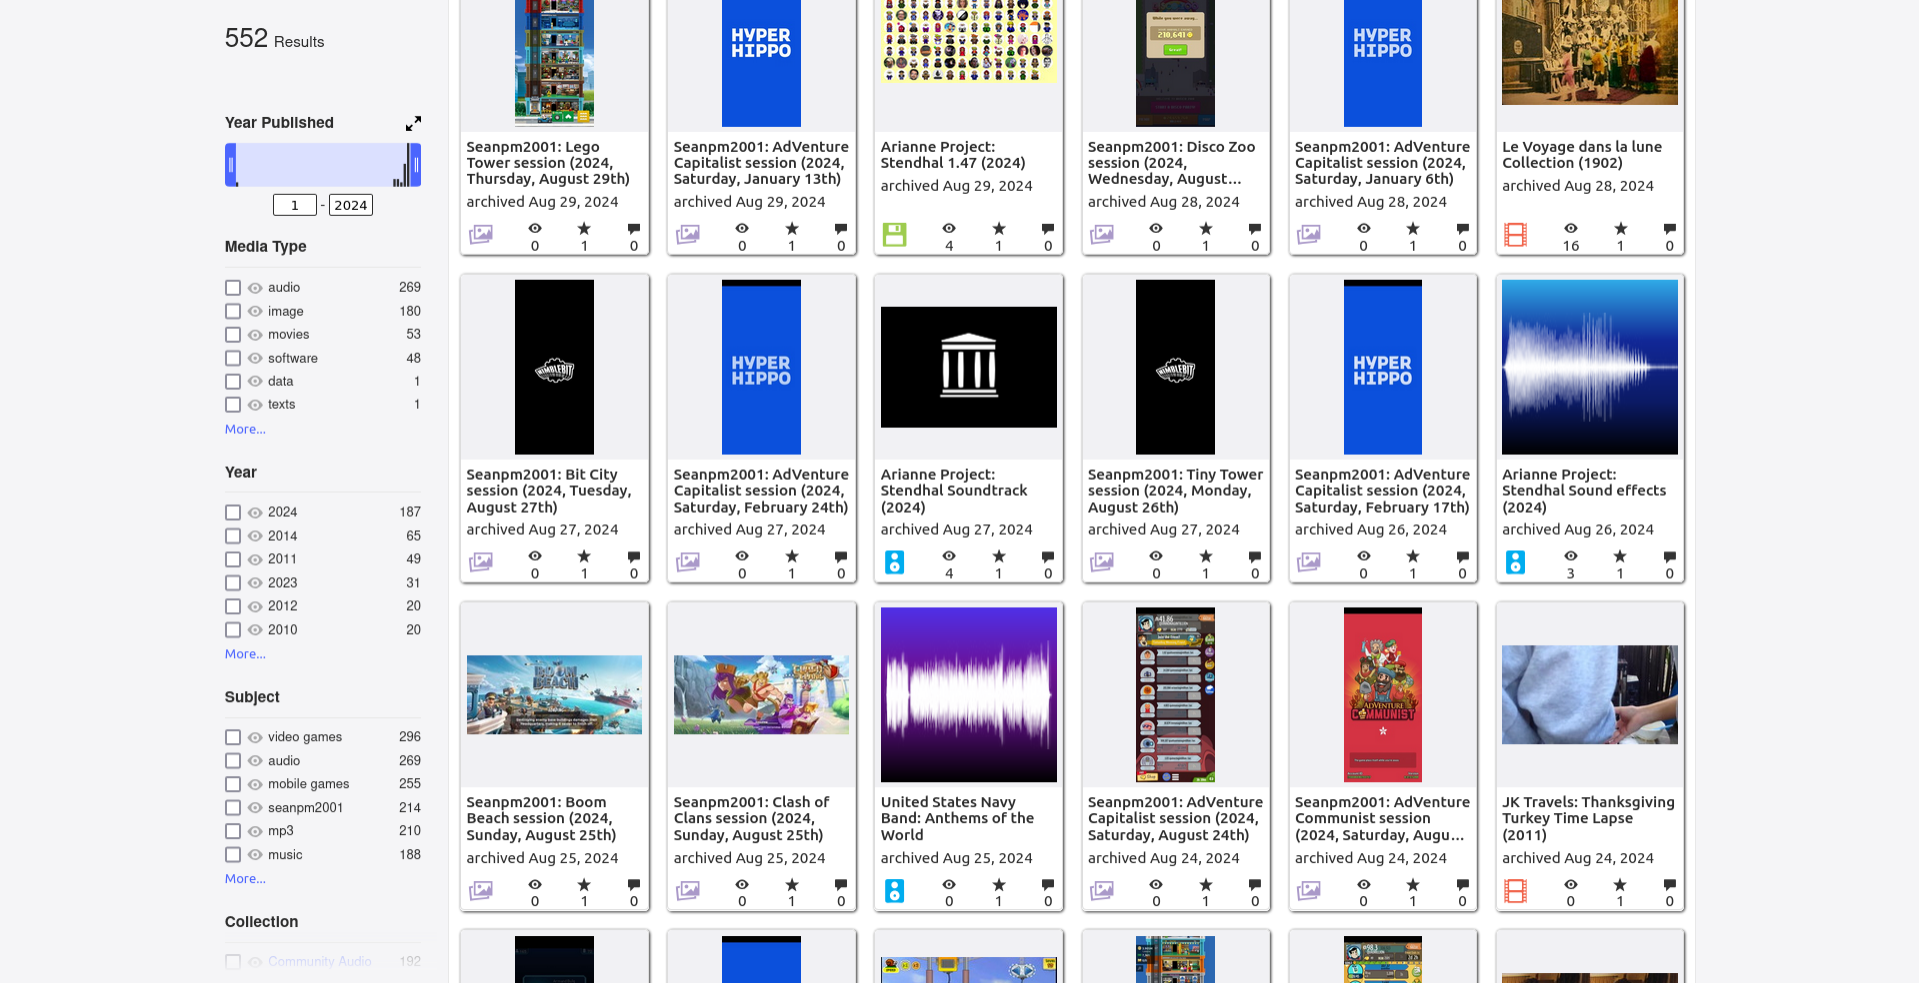 552 Results
Year Published
1 - 2024
Media Type
audio 269
image 180
movies 53
software 48
data 1
texts 1
More...
Year
2024 187
2014 65
2011 49
2023 31
2012 20
2010 20
More...
Subject
video games 296
audio 269
mobile games 255
seanpm2001 214
mp3 210
music 188
More...
Collection
Community Audio 192
Seanpm2001: Lego
Tower session (2024,
Thursday, August 29th)
archived Aug 29, 2024
0 1 0
HYPER
HIPPO
Seanpm2001: AdVenture
Capitalist session (2024,
Saturday, January 13th)
archived Aug 29, 2024
0 1 0
Arianne Project:
Stendhal 1.47 (2024)
archived Aug 29, 2024
4 1 0
While you were away...
210,641
Seanpm2001: Disco Zoo
session (2024,
Wednesday, August...
archived Aug 28, 2024
0 1 0
HYPER
HIPPO
Seanpm2001: AdVenture
Capitalist session (2024,
Saturday, January 6th)
archived Aug 28, 2024
0 1 0
Le Voyage dans la lune
Collection (1902)
archived Aug 28, 2024
16 1 0
NIMBLEBIT
Seanpm2001: Bit City
session (2024, Tuesday,
August 27th)
archived Aug 27, 2024
0 1 0
HYPER
HIPPO
Seanpm2001: AdVenture
Capitalist session (2024,
Saturday, February 24th)
archived Aug 27, 2024
0 1 0
Arianne Project:
Stendhal Soundtrack
(2024)
archived Aug 27, 2024
4 1 0
NIMBLEBIT
Seanpm2001: Tiny Tower
session (2024, Monday,
August 26th)
archived Aug 27, 2024
0 1 0
HYPER
HIPPO
Seanpm2001: AdVenture
Capitalist session (2024,
Saturday, February 17th)
archived Aug 26, 2024
0 1 0
Arianne Project:
Stendhal Sound effects
(2024)
archived Aug 26, 2024
3 1 0
BOOM
BEACH
Seanpm2001: Boom
Beach session (2024,
Sunday, August 25th)
archived Aug 25, 2024
0 1 0
Seanpm2001: Clash of
Clans session (2024,
Sunday, August 25th)
archived Aug 25, 2024
0 1 0
United States Navy
Band: Anthems of the
World
archived Aug 25, 2024
0 1 0
Seanpm2001: AdVenture
Capitalist session (2024,
Saturday, August 24th)
archived Aug 24, 2024
0 1 0
ADVENTURE
COMMUNIST
Seanpm2001: AdVenture
Communist session
(2024, Saturday, Augu...
archived Aug 24, 2024
0 1 0
JK Travels: Thanksgiving
Turkey Time Lapse
(2011)
archived Aug 24, 2024
0 1 0